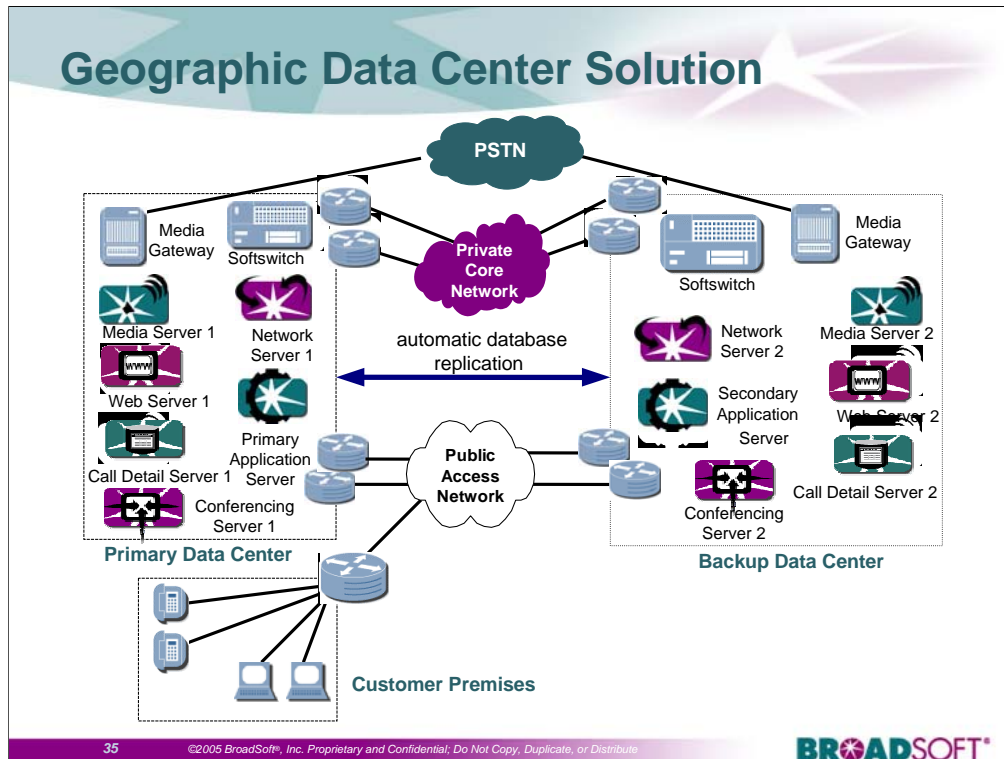 Geographic Data Center Solution
PSTN
Media
Gateway
Softswitch
Private
Core
Network
Softswitch
Media
Gateway
Media Server 1
Network
Server 1
automatic database
replication
Network
Server 2
Media Server 2
WWW
Web Server 1
WWW
Web Server 2
Primary
Application
Server
Secondary
Application
Server
Public
Access
Network
Call Detail Server 1
Call Detail Server 2
Conferencing
Server 1
Conferencing
Server 2
Primary Data Center
Backup Data Center
Customer Premises
35
©2005 BroadSoft®, Inc. Proprietary and Confidential; Do Not Copy, Duplicate, or Distribute
BROADSOFT®